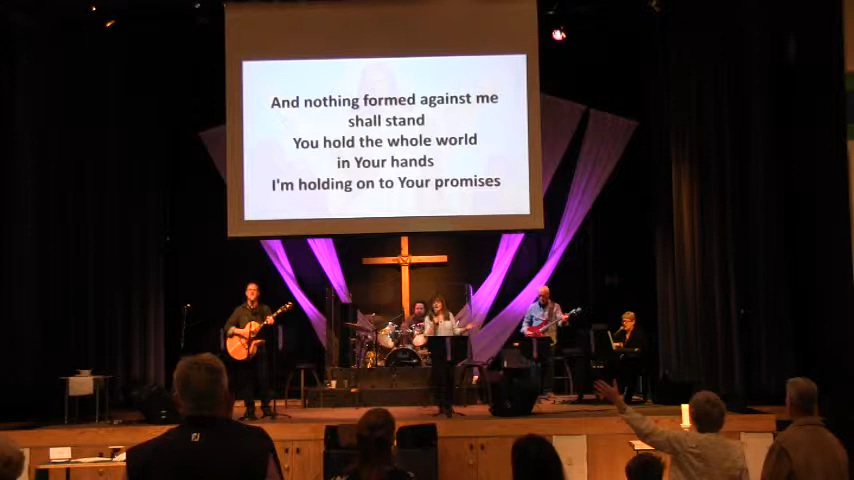 And nothing formed against me
shall stand
You hold the whole world
in Your hands
I'm holding on to Your promises